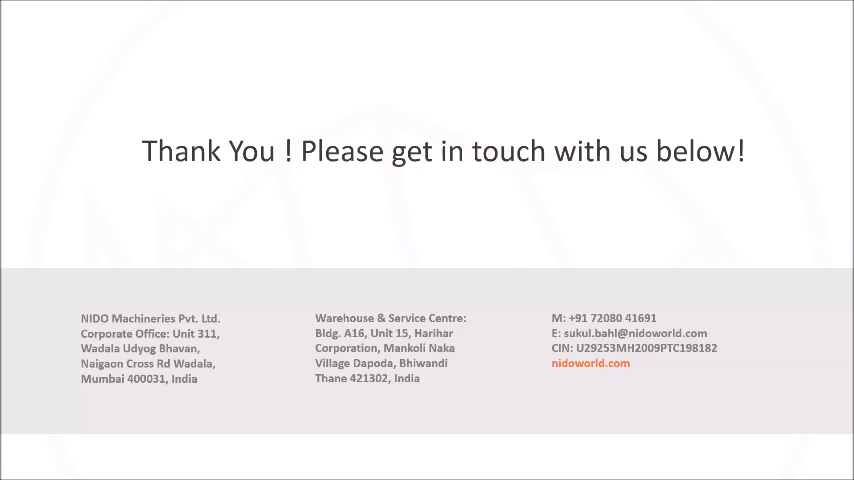 Thank You ! Please get in touch with us below!
NIDO Machineries Pvt. Ltd.
Corporate Office: Unit 311,
Wadala Udyog Bhavan,
Naigaon Cross Rd Wadala,
Mumbai 400031, India
Warehouse & Service Centre:
Bldg. A16, Unit 15, Harihar
Corporation, Mankoli Naka
Village Dapoda, Bhiwandi
Thane 421302, India
M: +91 72080 41691
E: sukul.bahl@nidoworld.com
CIN: U29253MH2009PTC198182
nidoworld.com